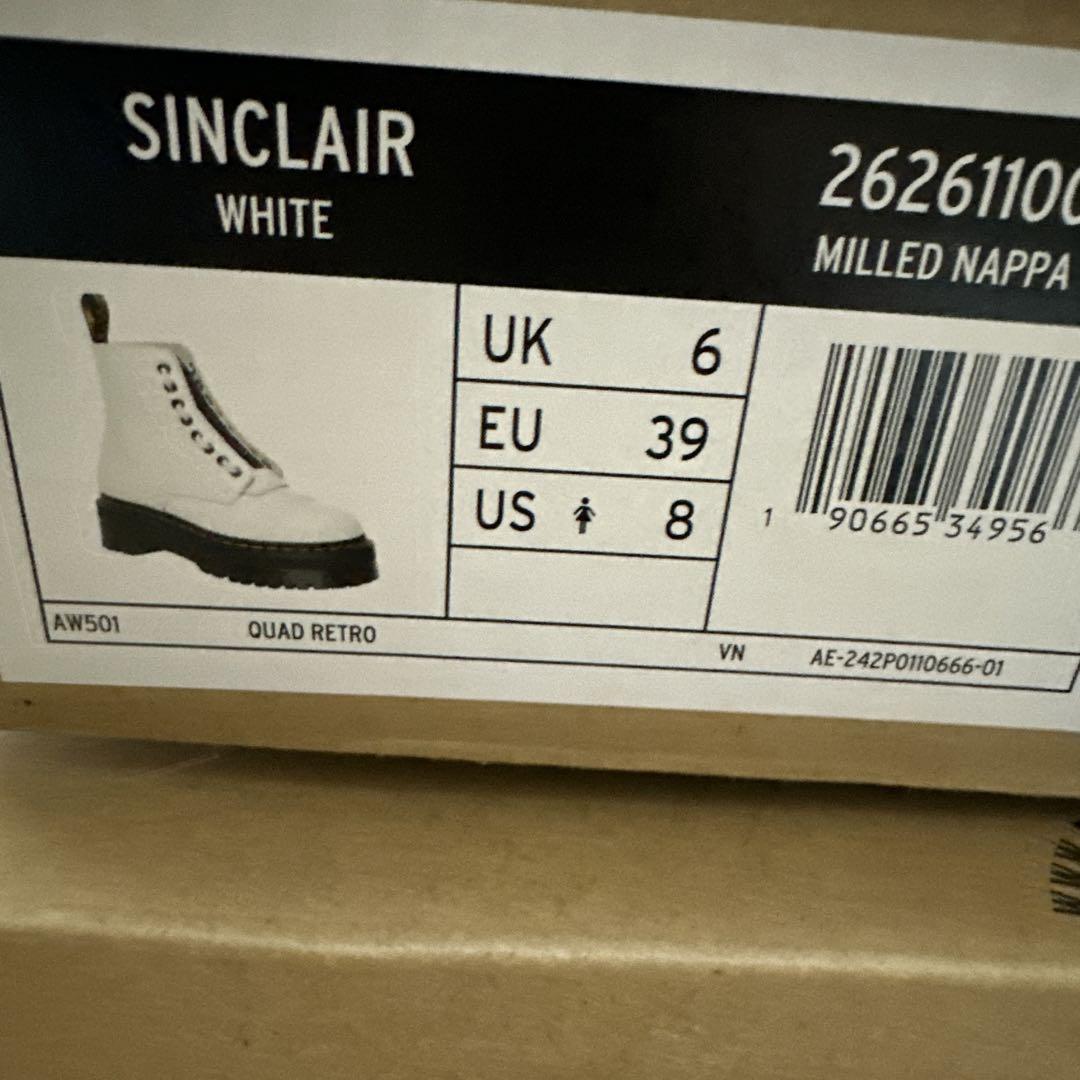 SINCLAIR
WHITE
26261100
MILLED NAPPA
UK 6
EU 39
US 8
1 90665 34956
AW501 QUAD RETRO VN AE-242P0110666-01